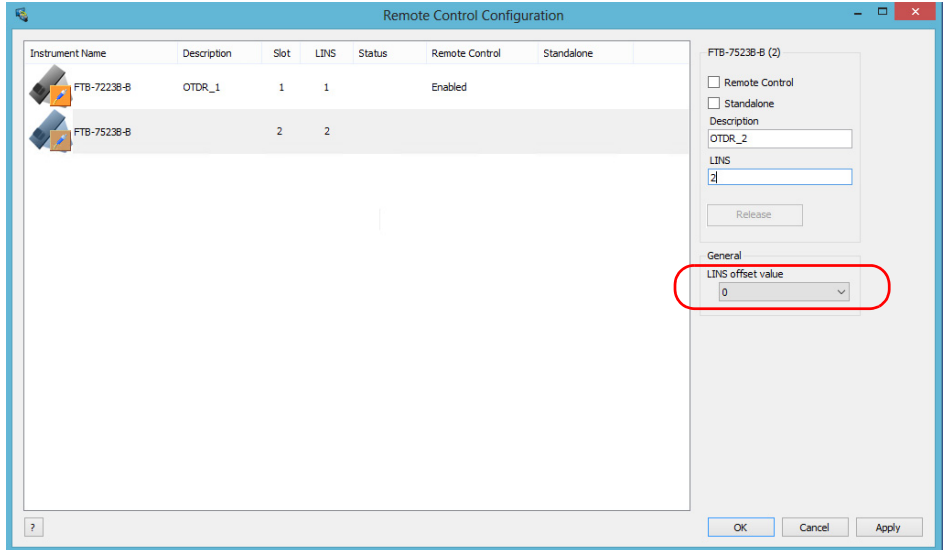 Remote Control Configuration
Instrument Name Description Slot LINS Status Remote Control Standalone
FTB-7223B-B OTDR_1 1 1 Enabled
FTB-7523B-B 2 2
FTB-7523B-B (2)
Remote Control
Standalone
Description
OTDR_2
LINS
2
Release
General
LINS offset value
0
? OK Cancel Apply